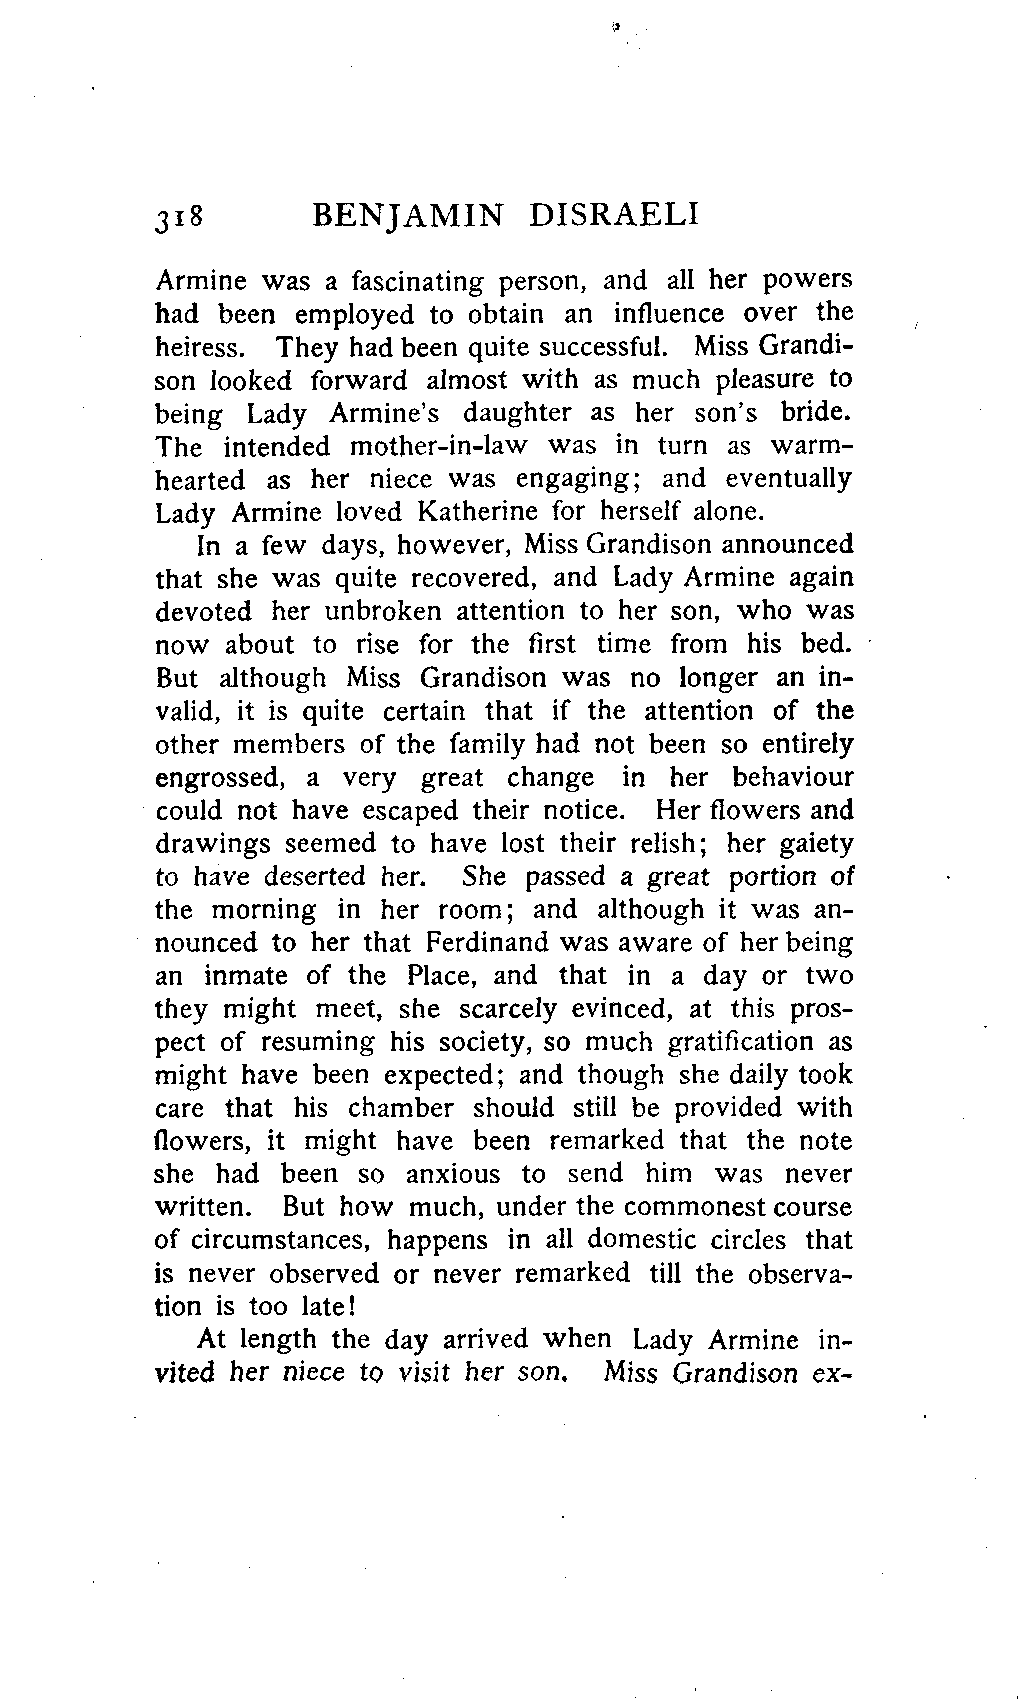 318 BENJAMIN DISRAELI
Armine was a fascinating person, and all her powers
had been employed to obtain an influence over the
heiress. They had been quite successful. Miss Grandi-
son looked forward almost with as much pleasure to
being Lady Armine's daughter as her son's bride.
The intended mother-in-law was in turn as warm-
hearted as her niece was engaging; and eventually
Lady Armine loved Katherine for herself alone.
In a few days, however, Miss Grandison announced
that she was quite recovered, and Lady Armine again
devoted her unbroken attention to her son, who was
now about to rise for the first time from his bed.
But although Miss Grandison was no longer an in-
valid, it is quite certain that if the attention of the
other members of the family had not been so entirely
engrossed, a very great change in her behaviour
could not have escaped their notice. Her flowers and
drawings seemed to have lost their relish; her gaiety
to have deserted her. She passed a great portion of
the morning in her room; and although it was an-
nounced to her that Ferdinand was aware of her being
an inmate of the Place, and that in a day or two
they might meet, she scarcely evinced, at this pros-
pect of resuming his society, so much gratification as
might have been expected; and though she daily took
care that his chamber should still be provided with
flowers, it might have been remarked that the note
she had been so anxious to send him was never
written. But how much, under the commonest course
of circumstances, happens in all domestic circles that
is never observed or never remarked till the observa-
tion is too late!
At length the day arrived when Lady Armine in-
vited her niece to visit her son. Miss Grandison ex-